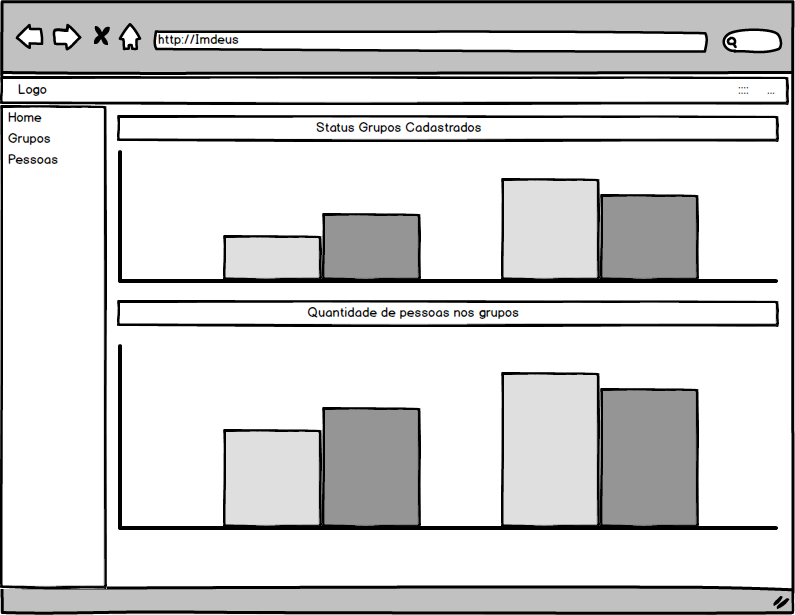 http://Imdeus
Logo
:::: ...
Home
Grupos
Pessoas
Status Grupos Cadastrados
Quantidade de pessoas nos grupos